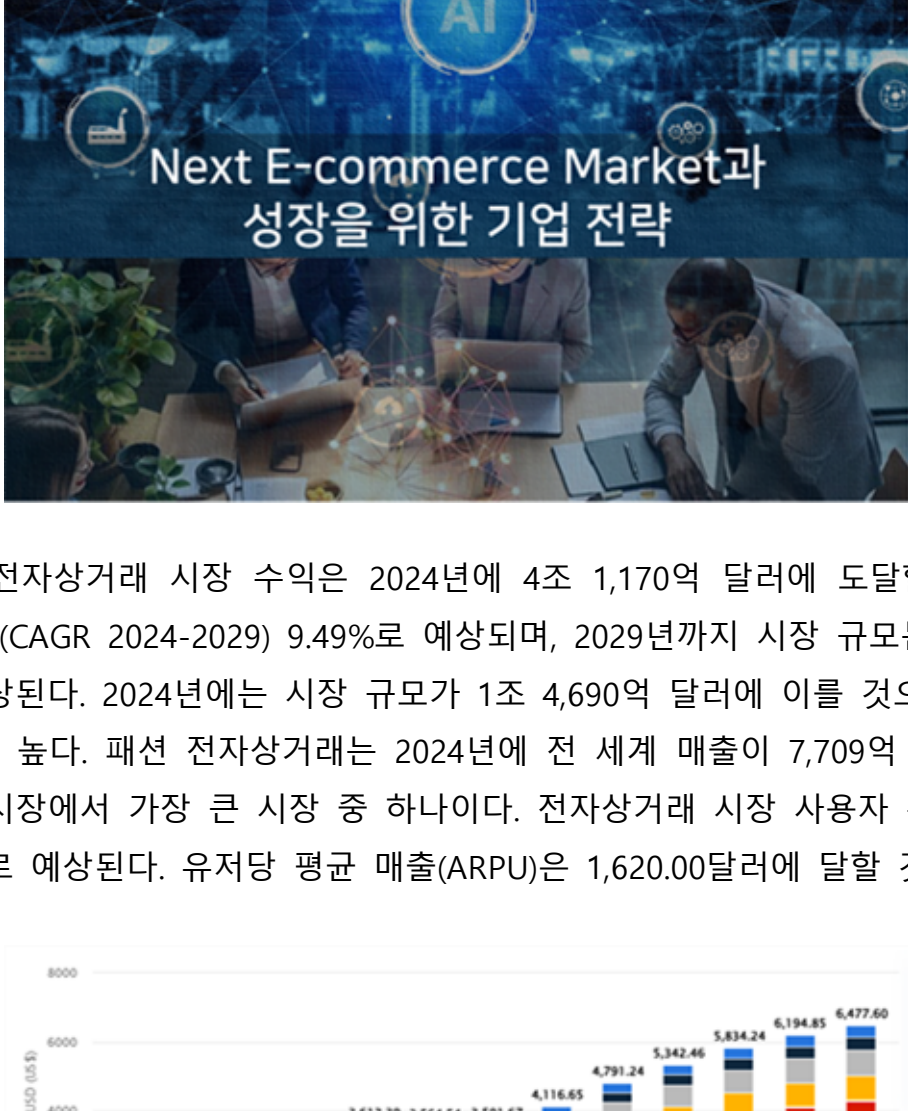 AI
Next E-commerce Market과
성장을 위한 기업 전략
전자상거래 시장 수익은 2024년에 4조 1,170억 달러에 도달
(CAGR 2024-2029) 9.49%로 예상되며, 2029년까지 시장 규모는
상된다. 2024년에는 시장 규모가 1조 4,690억 달러에 이를 것으
높다. 패션 전자상거래는 2024년에 전 세계 매출이 7,709억
시장에서 가장 큰 시장 중 하나이다. 전자상거래 시장 사용자
로 예상된다. 유저당 평균 매출(ARPU)은 1,620.00달러에 달할
8000
6,477.60
6,194.85
5,834.24
6000
5,342.46
4,791.24
4,116.65
USD (US$)
4000